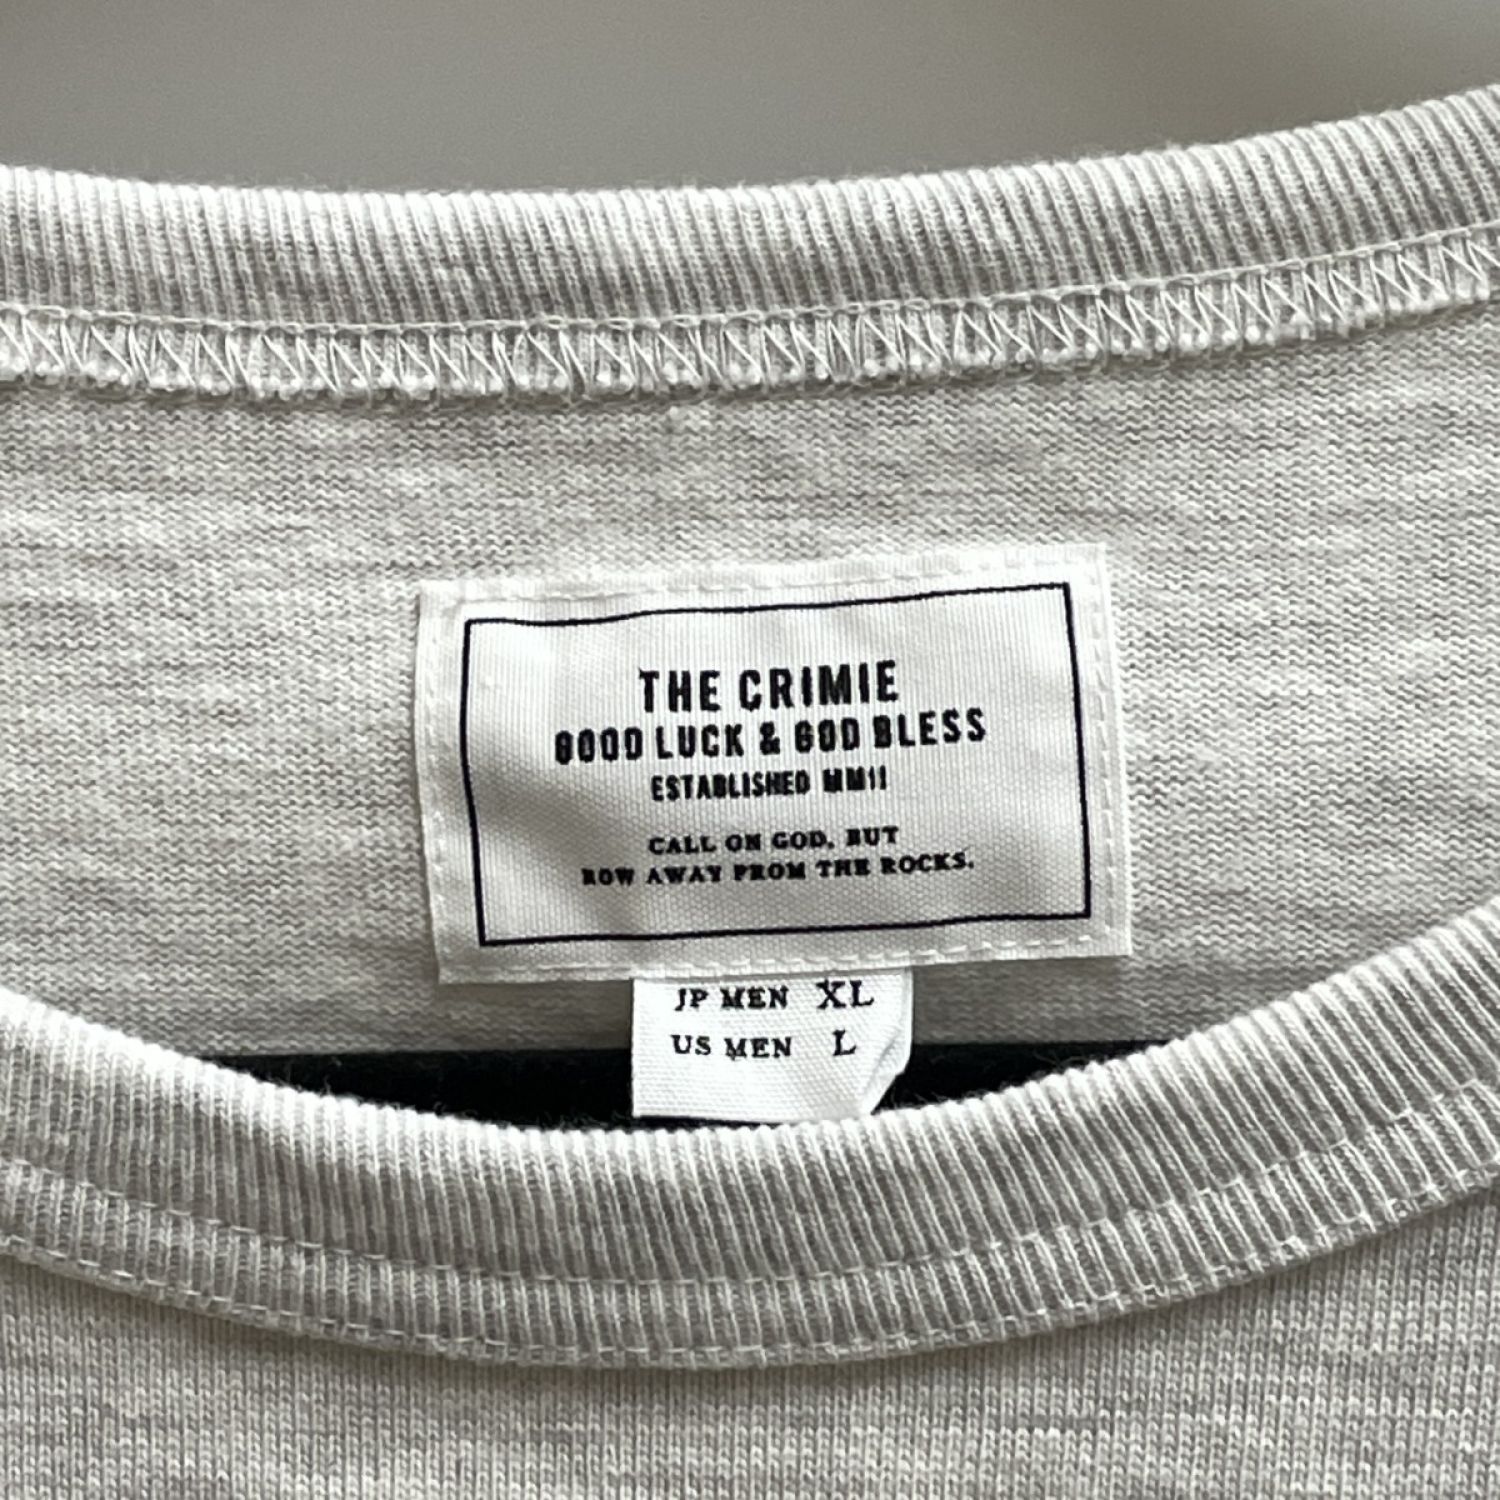 THE CRIMIE
GOOD LUCK & GOD BLESS
ESTABLISHED MMII
CALL ON GOD, BUT
ROW AWAY FROM THE ROCKS.
JP MEN XL
US MEN L